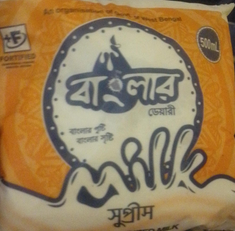 An organization of Govt. of West Bengal
+F
FORTIFIED
500mL
বাংলার
ডেয়ারী
বাংলার পুষ্টি
বাংলার সৃষ্টি
সুপ্রীম
MILK